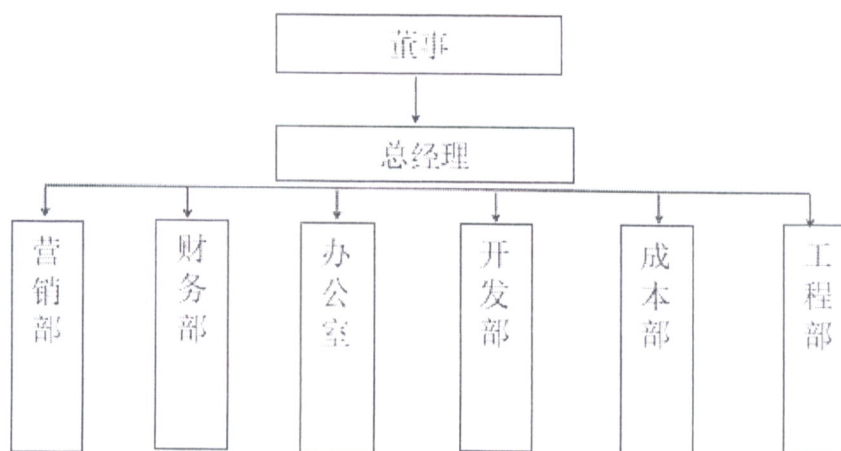 董事
总经理
营销部
财务部
办公室
开发部
成本部
工程部